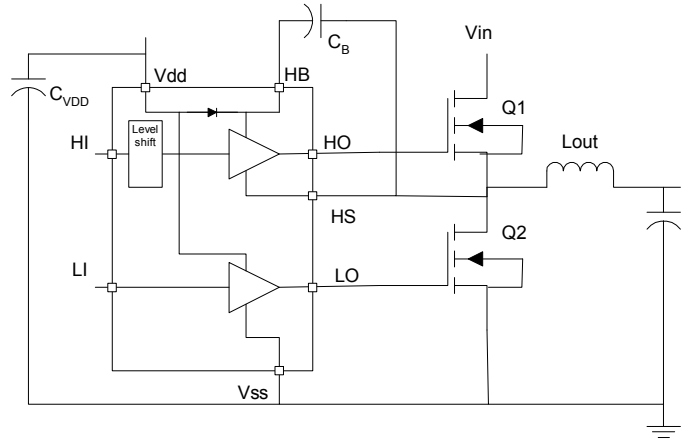 C_B
Vin
Vdd
HB
C_VDD
Q1
Level
shift
HI
HO
Lout
HS
Q2
LI
LO
Vss